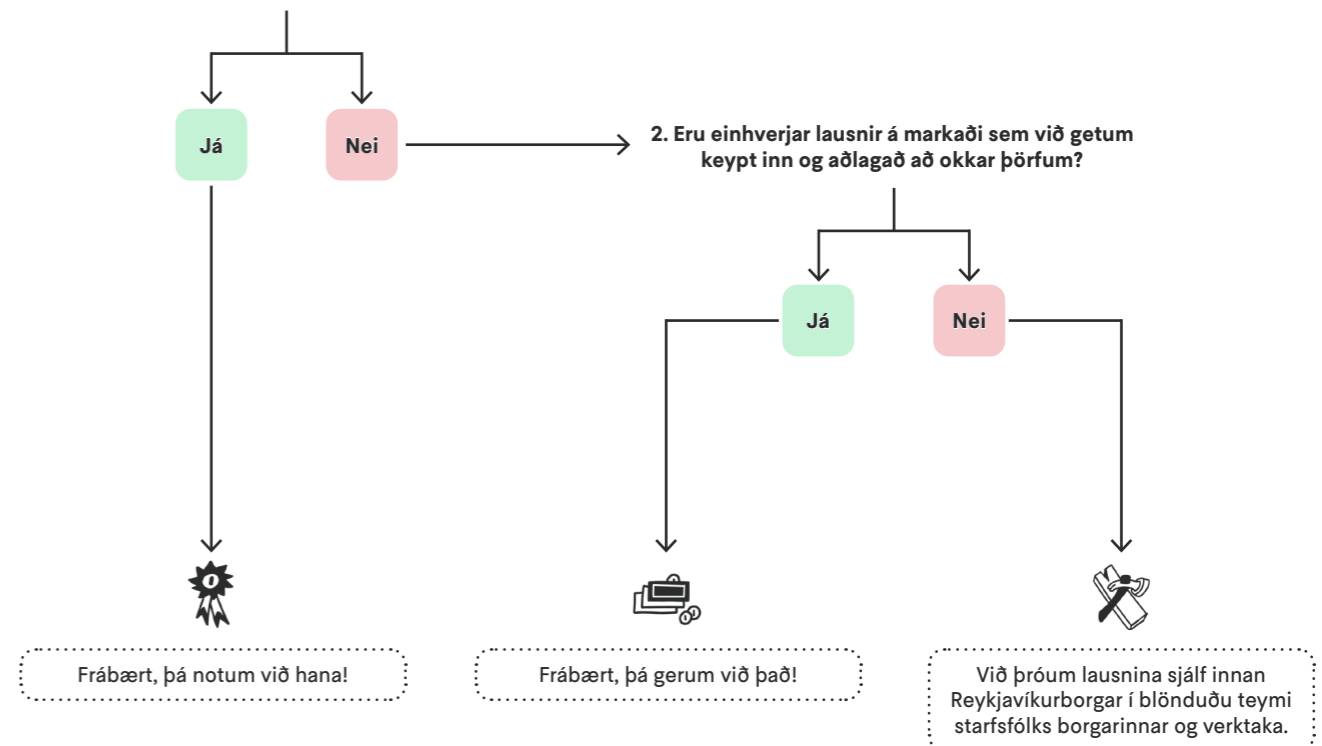 Já
Nei
2. Eru einhverjar lausnir á markaði sem við getum
keypt inn og aðlagað að okkar þörfum?
Já
Nei
Frábært, þá notum við hana!
Frábært, þá gerum við það!
Við þróum lausnina sjálf innan
Reykjavíkurborgar í blönduðu teymi
starfsfólks borgarinnar og verktaka.